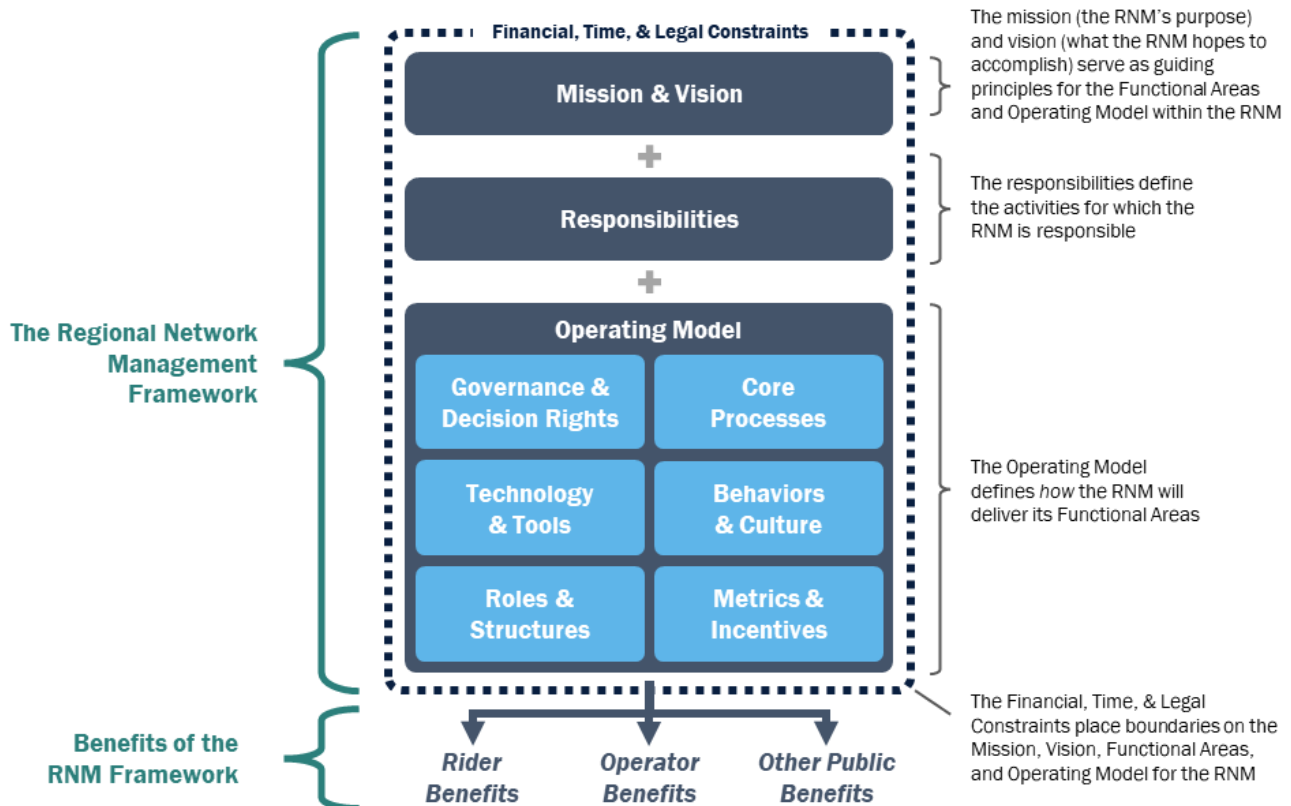 Financial, Time, & Legal Constraints
Mission & Vision
The mission (the RNM's purpose)
and vision (what the RNM hopes to
accomplish) serve as guiding
principles for the Functional Areas
and Operating Model within the RNM
+
Responsibilities
The responsibilities define
the activities for which the
RNM is responsible
+
The Regional Network
Management
Framework
Operating Model
Governance &
Decision Rights
Core
Processes
Technology
& Tools
Behaviors
& Culture
Roles &
Structures
Metrics &
Incentives
The Operating Model
defines how the RNM will
deliver its Functional Areas
The Financial, Time, & Legal
Constraints place boundaries on the
Mission, Vision, Functional Areas,
and Operating Model for the RNM
Benefits of the
RNM Framework
Rider
Benefits
Operator
Benefits
Other Public
Benefits